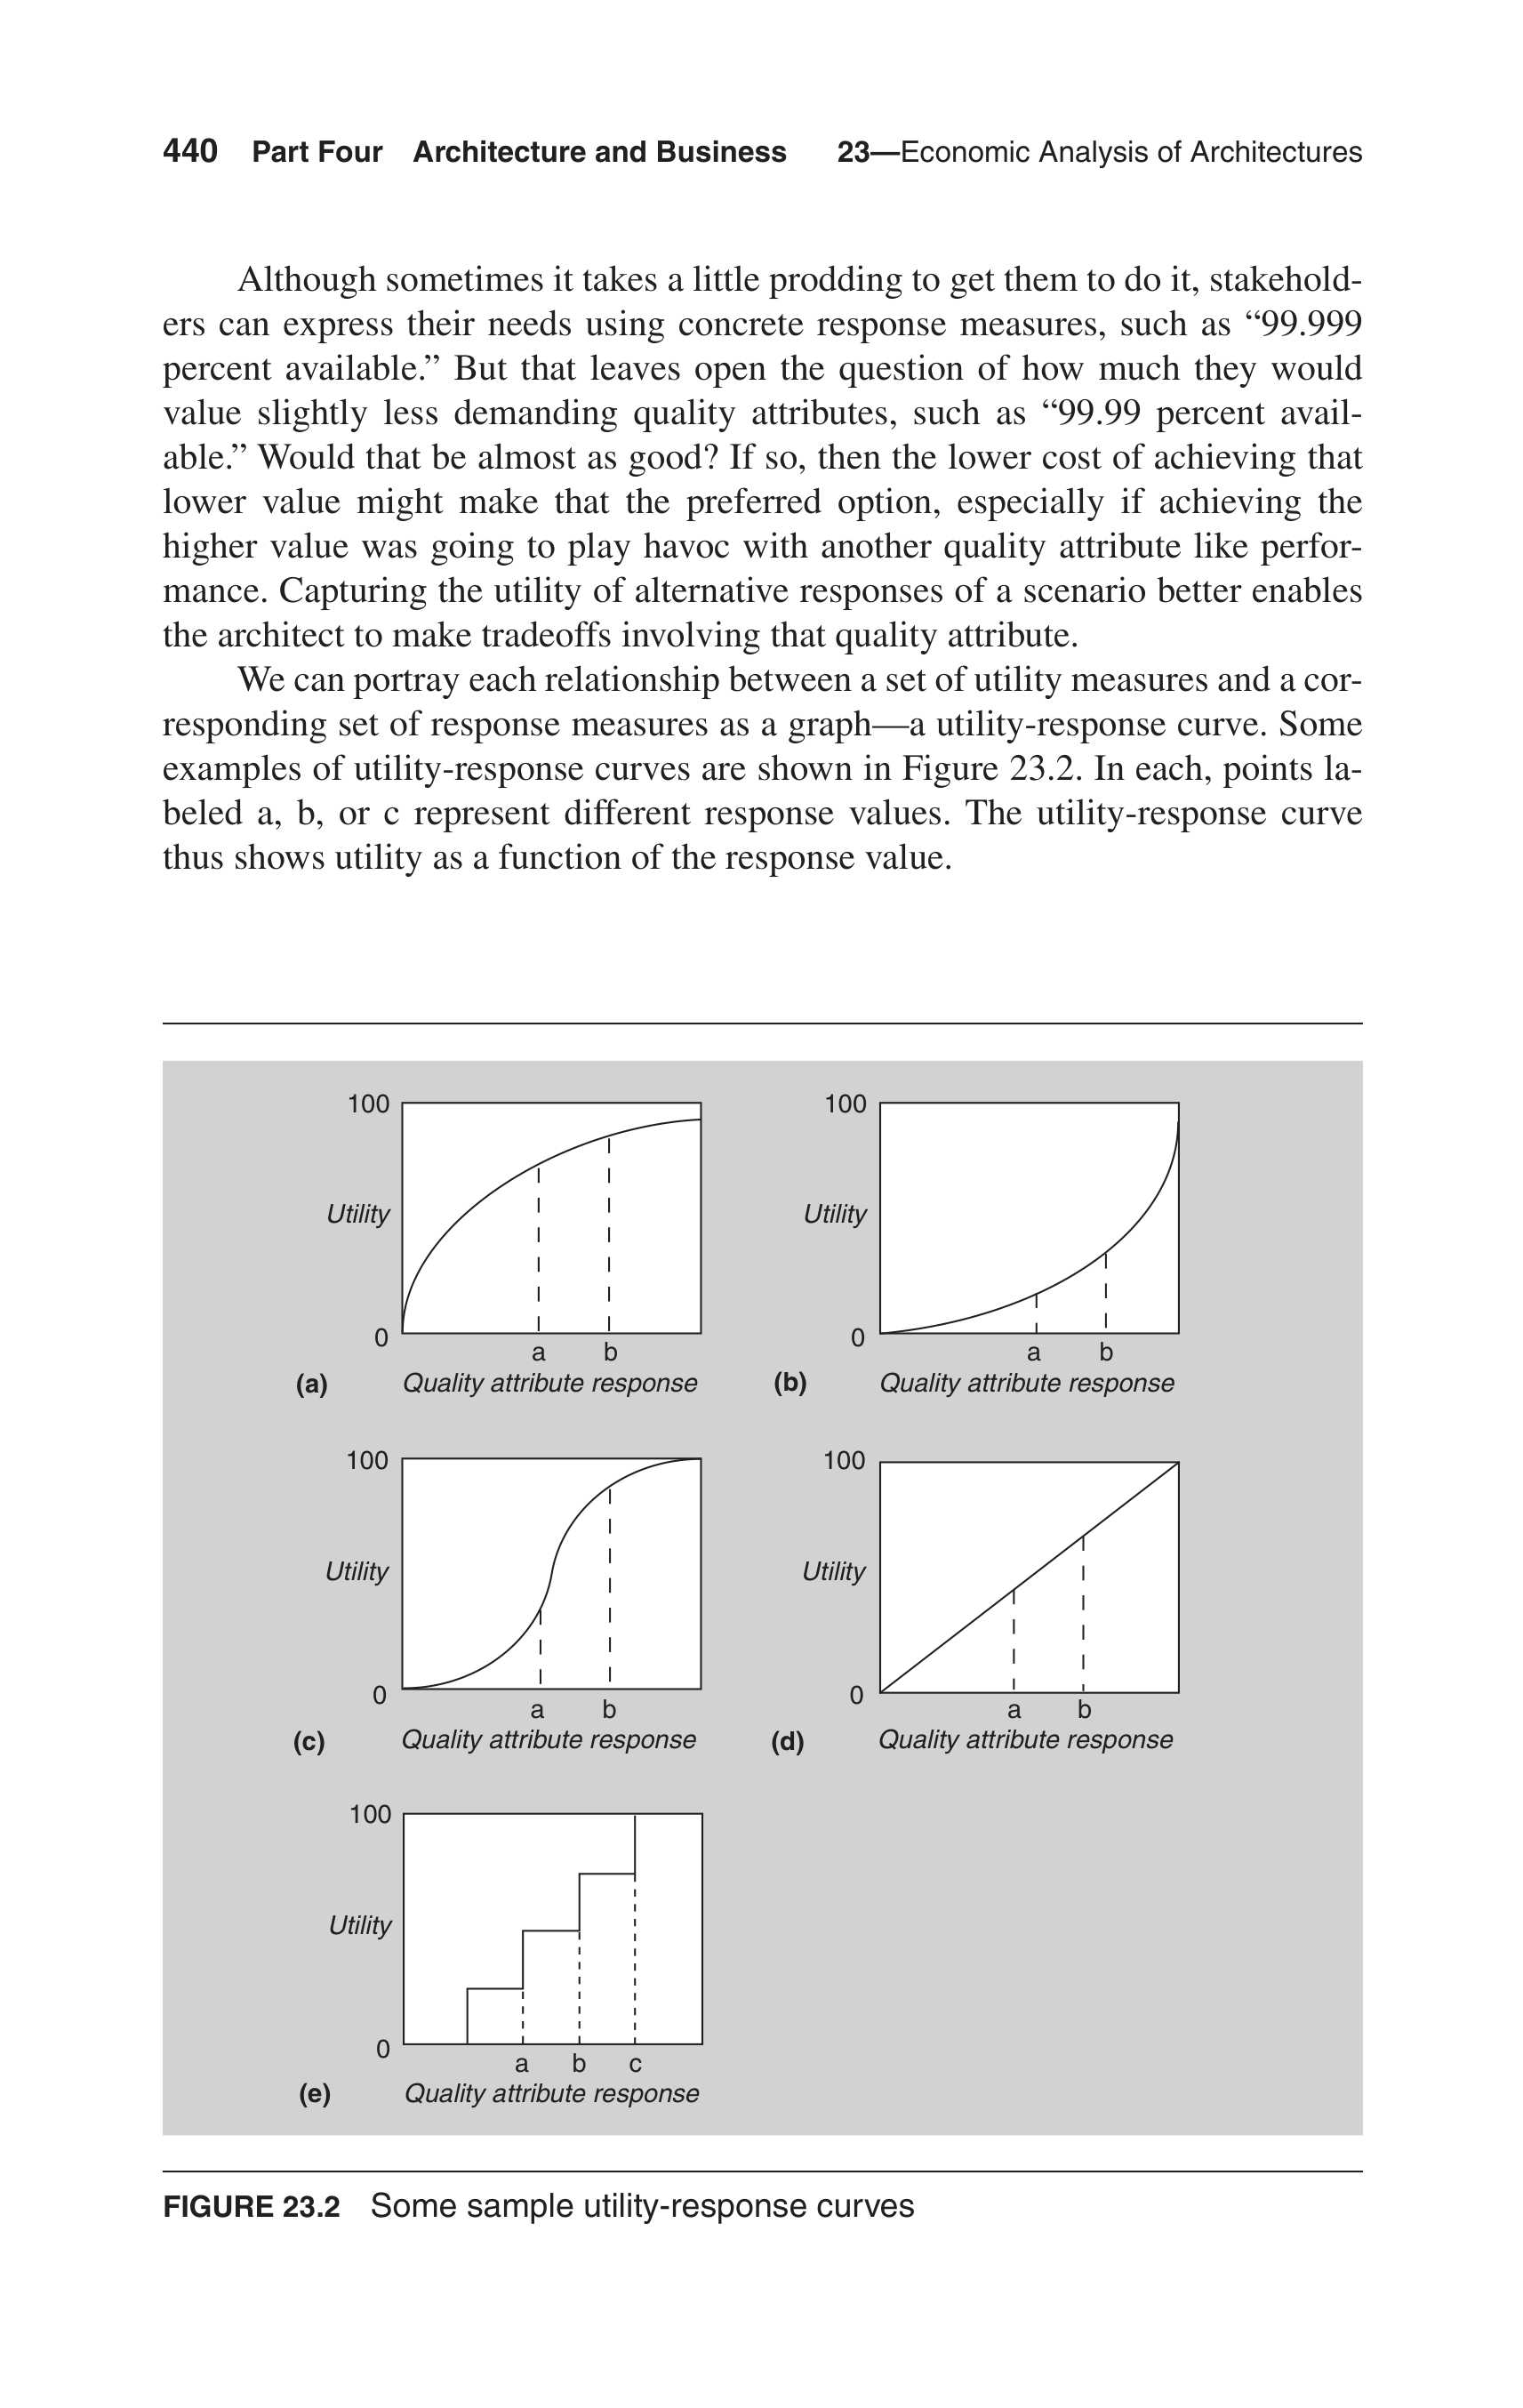 440 Part Four Architecture and Business 23—Economic Analysis of Architectures
Although sometimes it takes a little prodding to get them to do it, stakehold-
ers can express their needs using concrete response measures, such as “99.999
percent available.” But that leaves open the question of how much they would
value slightly less demanding quality attributes, such as “99.99 percent avail-
able.” Would that be almost as good? If so, then the lower cost of achieving that
lower value might make that the preferred option, especially if achieving the
higher value was going to play havoc with another quality attribute like perfor-
mance. Capturing the utility of alternative responses of a scenario better enables
the architect to make tradeoffs involving that quality attribute.
We can portray each relationship between a set of utility measures and a cor-
responding set of response measures as a graph—a utility-response curve. Some
examples of utility-response curves are shown in Figure 23.2. In each, points la-
beled a, b, or c represent different response values. The utility-response curve
thus shows utility as a function of the response value.
100
Utility
0
a b
(a) Quality attribute response
100
Utility
0
a b
(b) Quality attribute response
100
Utility
0
a b
(c) Quality attribute response
100
Utility
0
a b
(d) Quality attribute response
100
Utility
0
a b c
(e) Quality attribute response
FIGURE 23.2 Some sample utility-response curves